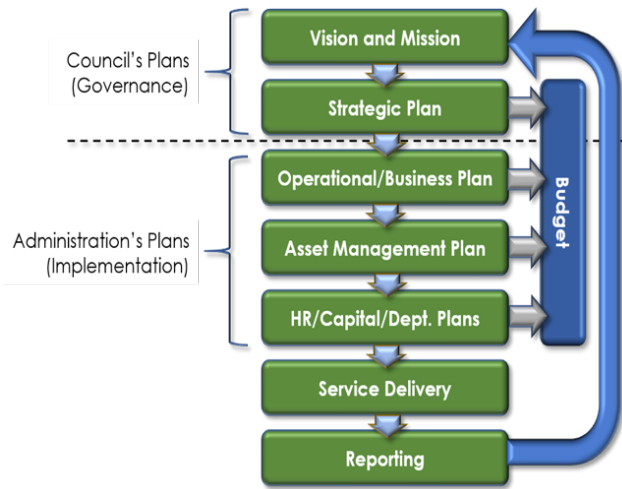 Council's Plans
(Governance)
Vision and Mission
Strategic Plan
Administration's Plans
(Implementation)
Operational/Business Plan
Asset Management Plan
HR/Capital/Dept. Plans
Budget
Service Delivery
Reporting